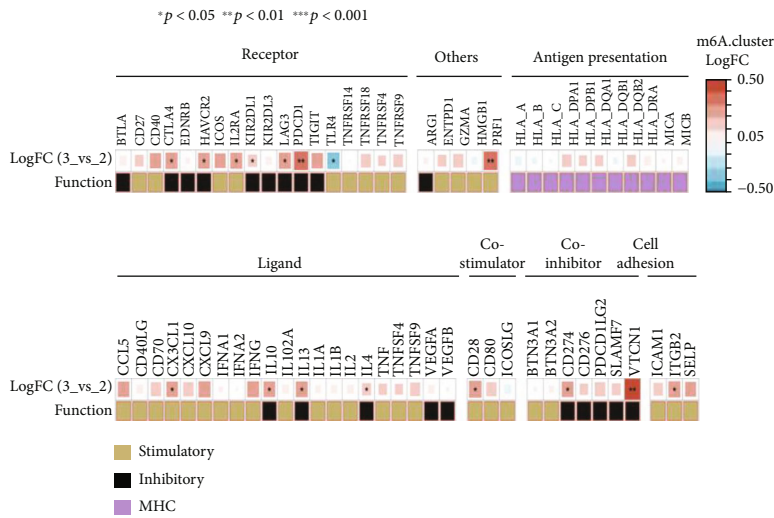 *p < 0.05 **p < 0.01 ***p < 0.001
Receptor
Others
Antigen presentation
m6A.cluster
LogFC
0.50
0.05
−0.50
BTLA
CD27
CD40
CTLA4
EDNRB
HAVCR2
ICOS
IL2RA
KIR2DL1
KIR2DL3
LAG3
PDCD1
TIGIT
TLR4
TNFRSF14
TNFRSF18
TNFRSF4
TNFRSF9
ARG1
ENTPD1
GZMA
HMGB1
PRF1
HLA_A
HLA_B
HLA_C
HLA_DPA1
HLA_DPB1
HLA_DQA1
HLA_DQB1
HLA_DQB2
HLA_DRA
MICA
MICB
LogFC (3_vs_2)
* * * * * * ** * **
Function
Ligand
Co-
stimulator
Co-
inhibitor
Cell
adhesion
CCL5
CD40LG
CD70
CX3CL1
CXCL10
CXCL9
IFNA1
IFNA2
IFNG
IL10
IL102A
IL13
IL1A
IL1B
IL2
IL4
TNF
TNFSF4
TNFSF9
VEGFA
VEGFB
CD28
CD80
ICOSLG
BTN3A1
BTN3A2
CD274
CD276
PDCD1LG2
SLAMF7
VTCN1
ICAM1
ITGB2
SELP
LogFC (3_vs_2)
* * * * * * ** *
Function
Stimulatory
Inhibitory
MHC